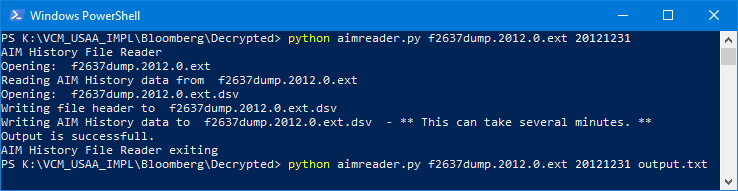 Windows PowerShell
PS K:\VCM_USAA_IMPL\Bloomberg\Decrypted> python aimreader.py f2637dump.2012.0.ext 20121231
AIM History File Reader
Opening:  f2637dump.2012.0.ext
Reading AIM History data from  f2637dump.2012.0.ext
Opening:  f2637dump.2012.0.ext.dsv
Writing file header to  f2637dump.2012.0.ext.dsv
Writing AIM History data to  f2637dump.2012.0.ext.dsv  - ** This can take several minutes. **
Output is successfull.
AIM History File Reader exiting
PS K:\VCM_USAA_IMPL\Bloomberg\Decrypted> python aimreader.py f2637dump.2012.0.ext 20121231 output.txt